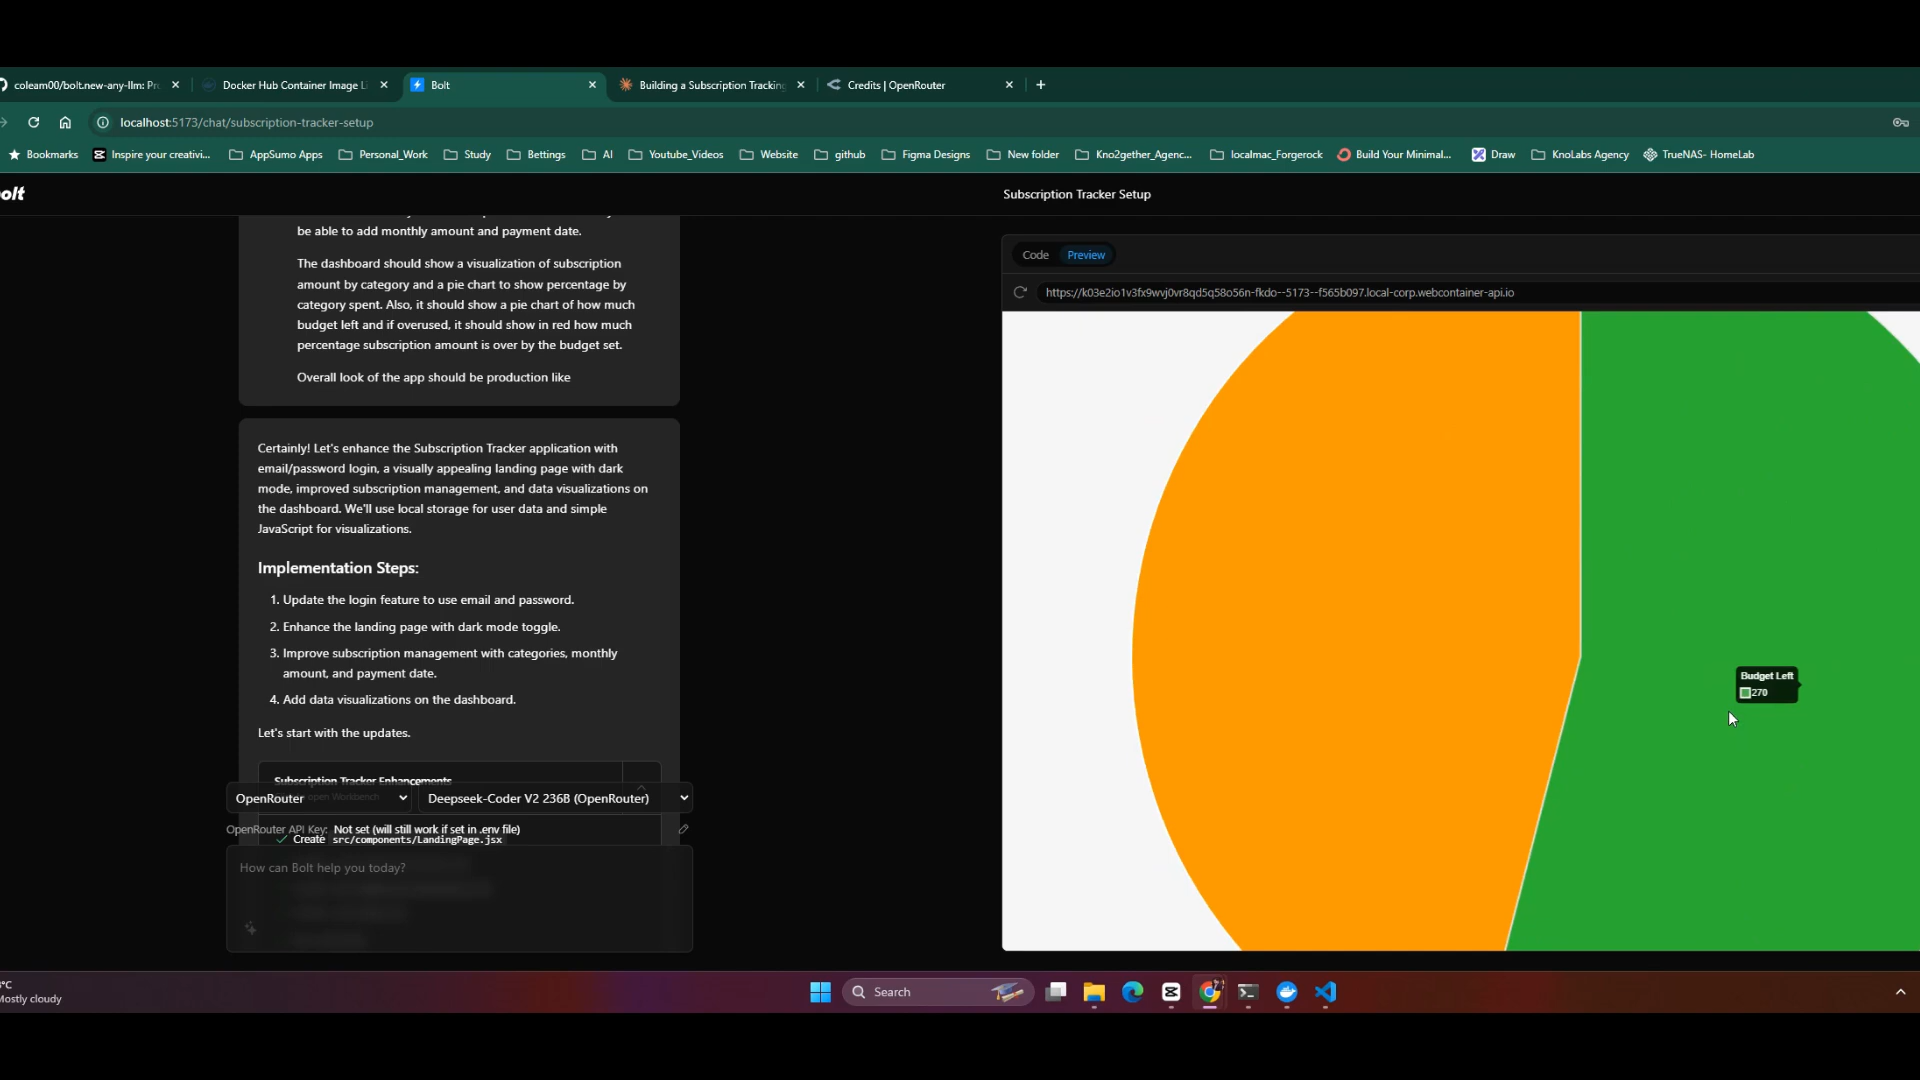 coleam00/bolt.new-any-llm: Pr
Docker Hub Container Image Li
Bolt
Building a Subscription Tracking
Credits | OpenRouter
localhost:5173/chat/subscription-tracker-setup
Bookmarks
Inspire your creativi...
AppSumo Apps
Personal_Work
Study
Bettings
AI
Youtube_Videos
Website
github
Figma Designs
New folder
Kno2gether_Agenc...
localmac_Forgerock
Build Your Minimal...
Draw
KnoLabs Agency
TrueNAS- HomeLab
olt
Subscription Tracker Setup
be able to add monthly amount and payment date.
The dashboard should show a visualization of subscription
amount by category and a pie chart to show percentage by
category spent. Also, it should show a pie chart of how much
budget left and if overused, it should show in red how much
percentage subscription amount is over by the budget set.
Overall look of the app should be production like
Certainly! Let's enhance the Subscription Tracker application with
email/password login, a visually appealing landing page with dark
mode, improved subscription management, and data visualizations on
the dashboard. We'll use local storage for user data and simple
JavaScript for visualizations.
Implementation Steps:
1. Update the login feature to use email and password.
2. Enhance the landing page with dark mode toggle.
3. Improve subscription management with categories, monthly
amount, and payment date.
4. Add data visualizations on the dashboard.
Let's start with the updates.
Subscription Tracker Enhancements
open Workbench
OpenRouter
Deepseek-Coder V2 236B (OpenRouter)
OpenRouter API Key: Not set (will still work if set in .env file)
Create src/components/LandingPage.jsx
How can Bolt help you today?
Code
Preview
https://k03e2io1v3fx9wvj0vr8qd5q58o56n-fkdo--5173--f565b097.local-corp.webcontainer-api.io
Budget Left
270
°C
Mostly cloudy
Search